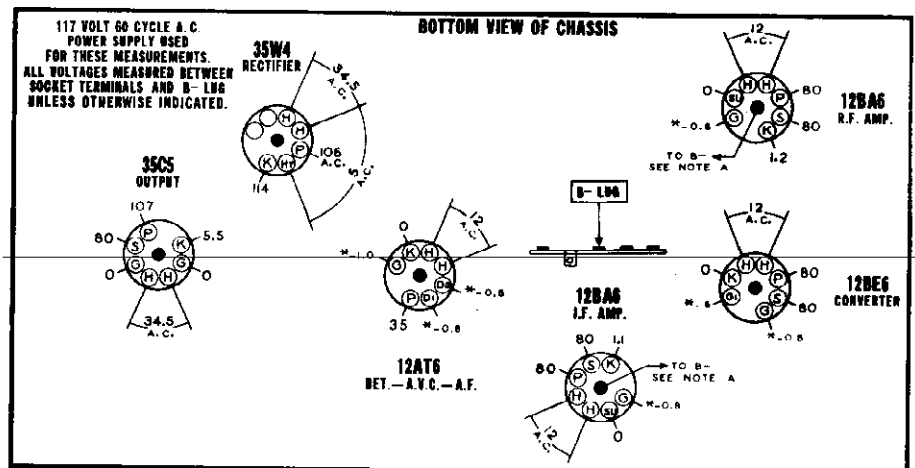 BOTTOM VIEW OF CHASSIS
117 VOLT 60 CYCLE A.C.
POWER SUPPLY USED
FOR THESE MEASUREMENTS.
ALL VOLTAGES MEASURED BETWEEN
SOCKET TERMINALS AND B- LUG
UNLESS OTHERWISE INDICATED.
35W4
RECTIFIER
34.5
A.C.
H
H
P
106
A.C.
5
A.C.
K
HT
114
12
A.C.
H H
0
SU
P
80
*-0.8
G
S
80
K
1.2
12BA6
R.F. AMP.
TO B-
SEE NOTE A
35C5
OUTPUT
107
P
80
S
K
5.5
0
G
G
0
H H
34.5
A.C.
0
K H
12
A.C.
*-1.0
G
H
D2
*-0.8
P
D1
*-0.8
35
12AT6
DET.-A.V.C.-A.F.
B- LUG
12
A.C.
H H
0
K
P
80
*-.8
G1
S
80
G
*-0.8
12BE6
CONVERTER
12BA6
I.F. AMP.
80
S
K
1.1
80
P
TO B-
SEE NOTE A
H
G
*-0.8
H
SU
0
12
A.C.